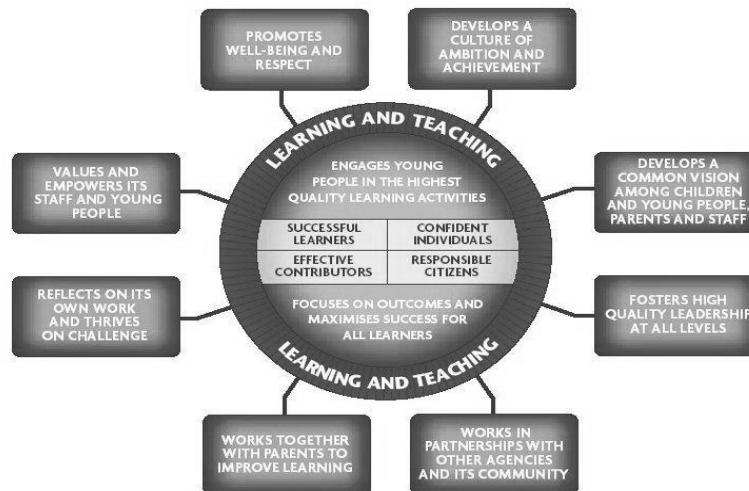 PROMOTES
WELL-BEING AND
RESPECT
DEVELOPS A
CULTURE OF
AMBITION AND
ACHIEVEMENT
VALUES AND
EMPOWERS ITS
STAFF AND YOUNG
PEOPLE
LEARNING AND TEACHING
ENGAGES YOUNG
PEOPLE IN THE HIGHEST
QUALITY LEARNING ACTIVITIES
DEVELOPS A
COMMON VISION
AMONG CHILDREN
AND YOUNG PEOPLE,
PARENTS AND STAFF
SUCCESSFUL
LEARNERS
CONFIDENT
INDIVIDUALS
EFFECTIVE
CONTRIBUTORS
RESPONSIBLE
CITIZENS
REFLECTS ON ITS
OWN WORK
AND THRIVES
ON CHALLENGE
FOCUSES ON OUTCOMES AND
MAXIMISES SUCCESS FOR
ALL LEARNERS
LEARNING AND TEACHING
FOSTERS HIGH
QUALITY LEADERSHIP
AT ALL LEVELS
WORKS TOGETHER
WITH PARENTS TO
IMPROVE LEARNING
WORKS IN
PARTNERSHIPS WITH
OTHER AGENCIES
AND ITS COMMUNITY